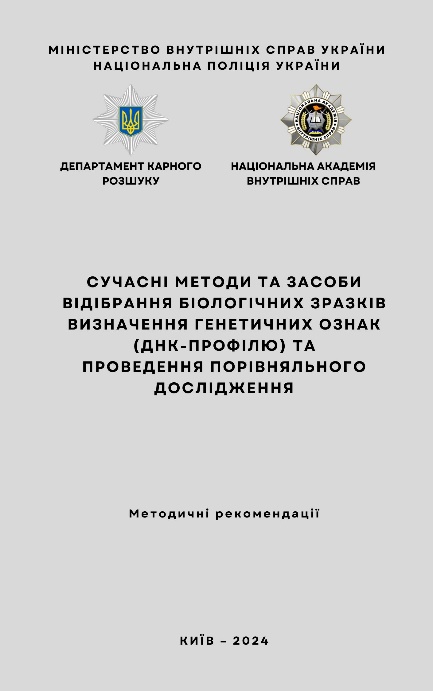 МІНІСТЕРСТВО ВНУТРІШНІХ СПРАВ УКРАЇНИ
НАЦІОНАЛЬНА ПОЛІЦІЯ УКРАЇНИ
ДЕПАРТАМЕНТ КАРНОГО
РОЗШУКУ
НАЦІОНАЛЬНА АКАДЕМІЯ
ВНУТРІШНІХ СПРАВ
СУЧАСНІ МЕТОДИ ТА ЗАСОБИ
ВІДІБРАННЯ БІОЛОГІЧНИХ ЗРАЗКІВ
ВИЗНАЧЕННЯ ГЕНЕТИЧНИХ ОЗНАК
(ДНК-ПРОФІЛЮ) ТА
ПРОВЕДЕННЯ ПОРІВНЯЛЬНОГО
ДОСЛІДЖЕННЯ
Методичні рекомендації
КИЇВ – 2024